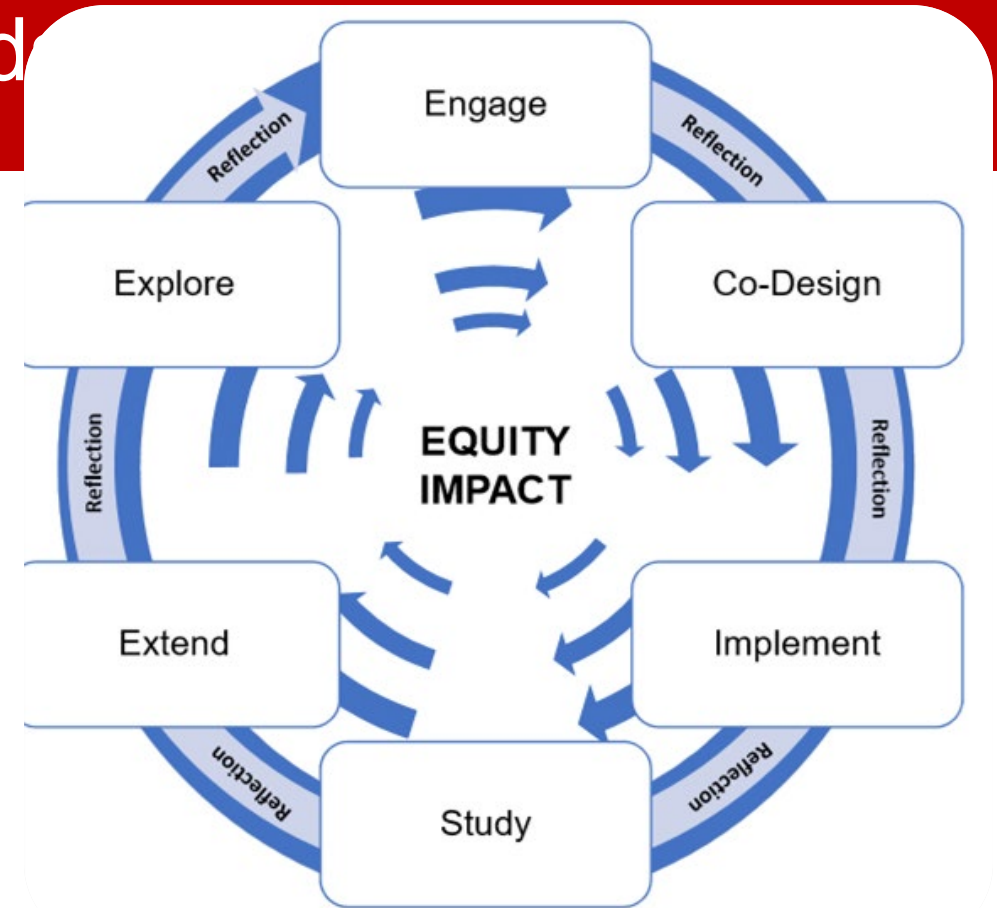 Engage
Reflection
Reflection
Explore
Co-Design
EQUITY
IMPACT
Reflection
Reflection
Extend
Implement
Reflection
Reflection
Study